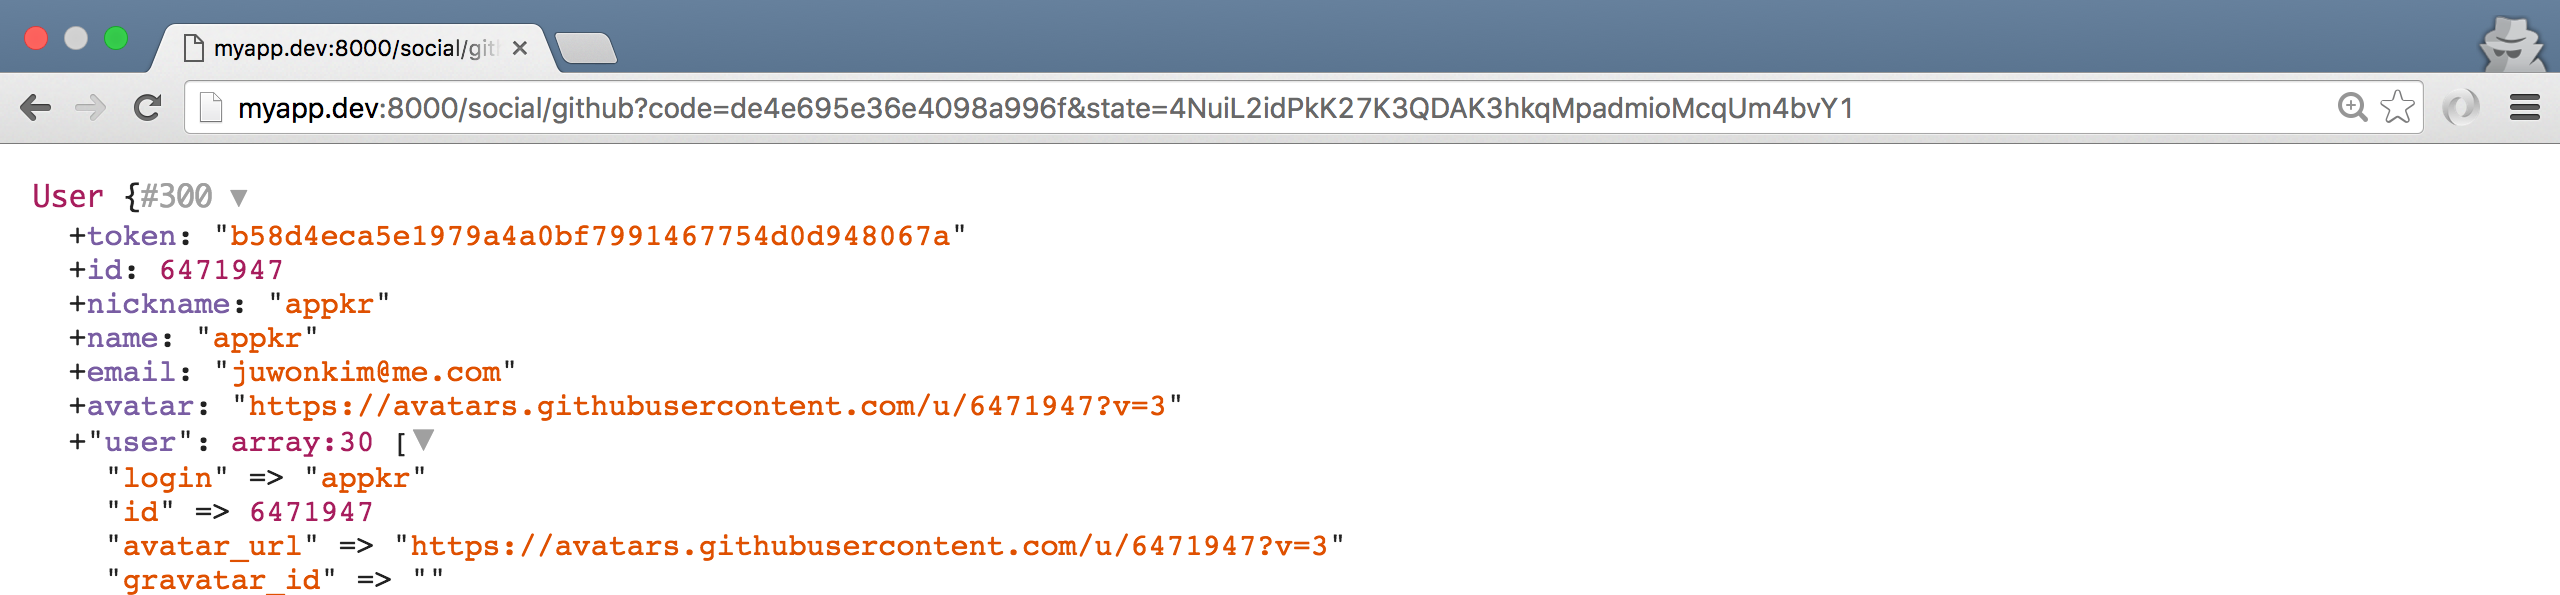 myapp.dev:8000/social/git
myapp.dev:8000/social/github?code=de4e695e36e4098a996f&state=4NuiL2idPkK27K3QDAK3hkqMpadmioMcqUm4bvY1
User {#300 ▼
+token: "b58d4eca5e1979a4a0bf7991467754d0d948067a"
+id: 6471947
+nickname: "appkr"
+name: "appkr"
+email: "juwonkim@me.com"
+avatar: "https://avatars.githubusercontent.com/u/6471947?v=3"
+"user": array:30 [▼
"login" => "appkr"
"id" => 6471947
"avatar_url" => "https://avatars.githubusercontent.com/u/6471947?v=3"
"gravatar_id" => ""